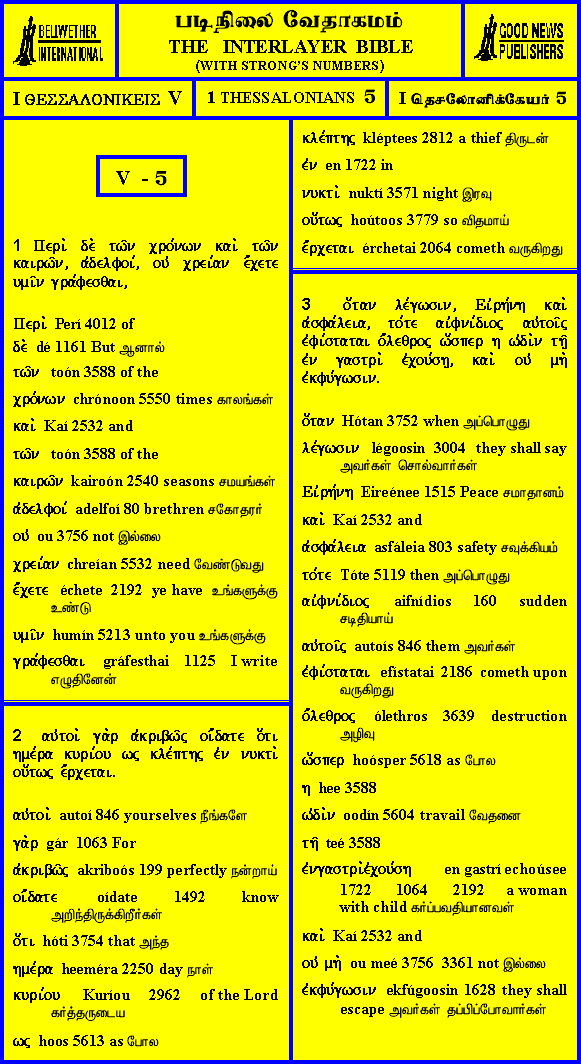 BELLWETHER
INTERNATIONAL
படிநிலை வேதாகமம்
THE INTERLAYER BIBLE
(WITH STRONG'S NUMBERS)
GOOD NEWS
PUBLISHERS
I ΘΕΣΣΑΛΟΝΙΚΕΙΣ V
1 THESSALONIANS 5
I தெசலோனிக்கேயர் 5
V - 5
1 Περὶ δὲ τῶν χρόνων καὶ τῶν
καιρῶν, ἀδελφοί, οὐ χρείαν ἔχετε
υμῖν γράφεσθαι,
Περὶ Perí 4012 of
δὲ dé 1161 But ஆனால்
τῶν toón 3588 of the
χρόνων chrónoon 5550 times காலங்கள்
καὶ Kaí 2532 and
τῶν toón 3588 of the
καιρῶν kairoón 2540 seasons சமயங்கள்
ἀδελφοί adelfoí 80 brethren சகோதரர்
οὐ ou 3756 not இல்லை
χρείαν chreían 5532 need வேண்டுவது
ἔχετε échete 2192 ye have உங்களுக்கு
உண்டு
υμῖν humín 5213 unto you உங்களுக்கு
γράφεσθαι gráfesthai 1125 I write
எழுதினேன்
2 αὐτοὶ γὰρ ἀκριβῶς οἴδατε ὅτι
ημέρα κυρίου ως κλέπτης ἐν νυκτὶ
οὕτως ἔρχεται..
αὐτοὶ autoí 846 yourselves நீங்களே
γὰρ gár 1063 For
ἀκριβῶς akriboós 199 perfectly நன்றாய்
οἴδατε oídate 1492 know
அறிந்திருக்கிறீர்கள்
ὅτι hóti 3754 that அந்த
ημέρα heeméra 2250 day நாள்
κυρίου Kuríou 2962 of the Lord
கர்த்தருடைய
ως hoos 5613 as போல
κλέπτης kléptees 2812 a thief திருடன்
ἐν en 1722 in
νυκτὶ nuktí 3571 night இரவு
οὕτως hoútoos 3779 so விதமாய்
ἔρχεται érchetai 2064 cometh வருகிறது
3 ὅταν λέγωσιν, Εἰρήνη καὶ
ἀσφάλεια, τότε αἰφνίδιος αὐτοῖς
ἐφίσταται ὄλεθρος ὥσπερ η ὠδὶν τῇ
ἐν γαστρὶ ἐχούσῃ, καὶ οὐ μὴ
ἐκφύγωσιν.
ὅταν Hótan 3752 when அப்பொழுது
λέγωσιν légoosin 3004 they shall say
அவர்கள் சொல்வார்கள்
Εἰρήνη Eireénee 1515 Peace சமாதானம்
καὶ Kaí 2532 and
ἀσφάλεια asfáleia 803 safety சவுக்கியம்
τότε Tóte 5119 then அப்பொழுது
αἰφνίδιος aifnídios 160 sudden
சடிதியாய்
αὐτοῖς autois 846 them அவர்கள்
ἐφίσταται efístatai 2186 cometh upon
வருகிறது
ὄλεθρος ólethros 3639 destruction
அழிவு
ὥσπερ hoósper 5618 as போல
η hee 3588
ὠδὶν oodín 5604 travail வேதனை
τῇ teé 3588
ἐνγαστρὶἐχούσῃ en gastrí echoúsee
1722 1064 2192 a woman
with child கர்ப்பவதியானவள்
καὶ Kaí 2532 and
οὐ μὴ ou meé 3756 3361 not இல்லை
ἐκφύγωσιν ekfúgoosin 1628 they shall
escape அவர்கள் தப்பிப்போவார்கள்